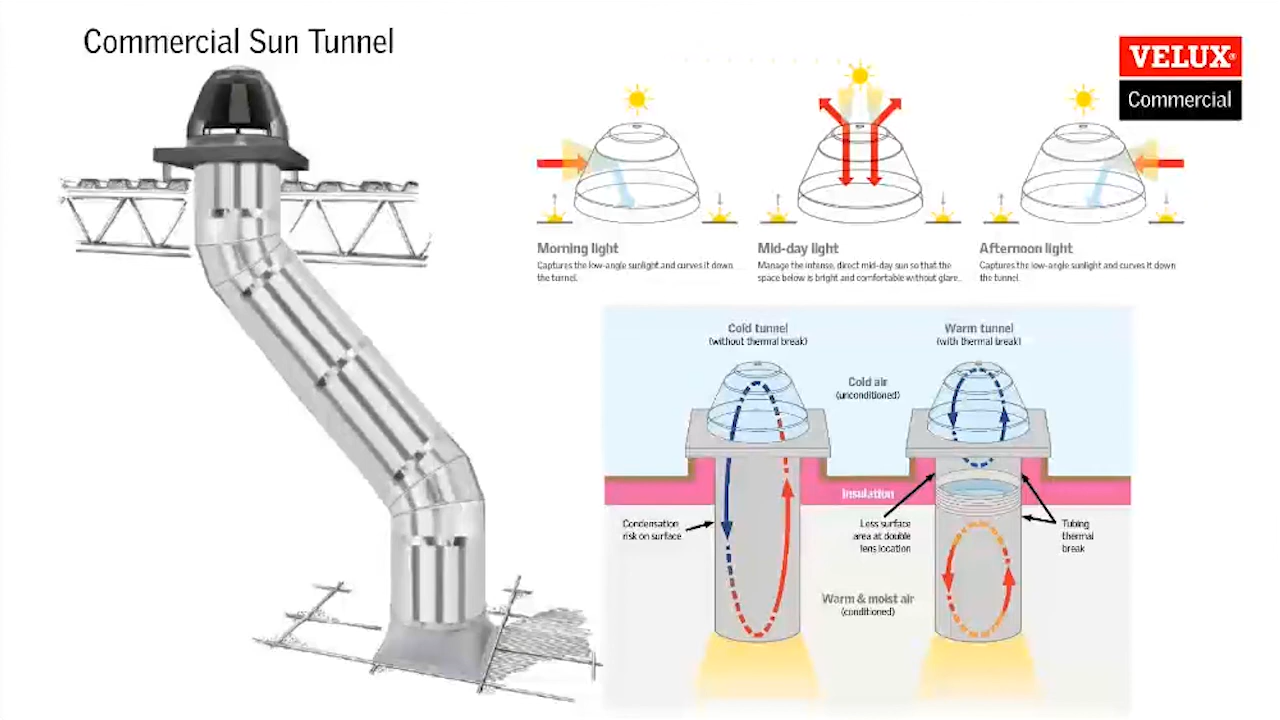 Commercial Sun Tunnel
VELUX®
Commercial
Morning light
Captures the low-angle sunlight and curves it down
the tunnel.
Mid-day light
Manage the intense, direct mid-day sun so that the
space below is bright and comfortable without glare.
Afternoon light
Captures the low-angle sunlight and curves it down
the tunnel.
Cold tunnel
(without thermal break)
Warm tunnel
(with thermal break)
Cold air
(unconditioned)
Insulation
Condensation
risk on surface
Less surface
area at double
lens location
Tubing
thermal
break
Warm & moist air
(conditioned)